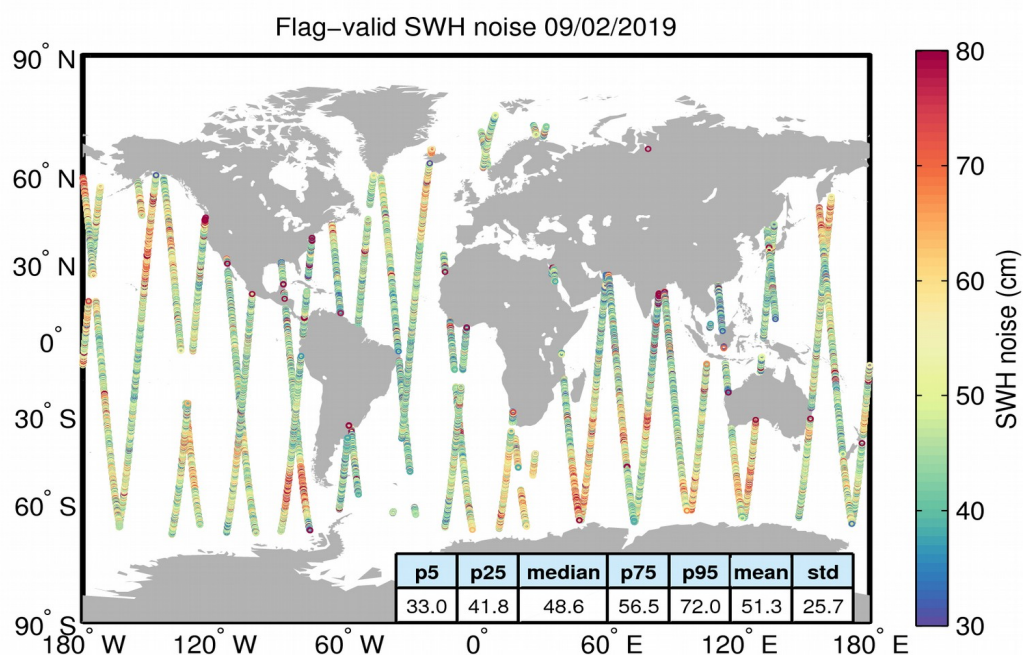 Flag−valid SWH noise 09/02/2019
90° N
60° N
30° N
0°
30° S
60° S
90° S
180° W
120° W
60° W
0°
60° E
120° E
180° E
p5 p25 median p75 p95 mean std
33.0 41.8 48.6 56.5 72.0 51.3 25.7
80
70
60
50
40
30
SWH noise (cm)